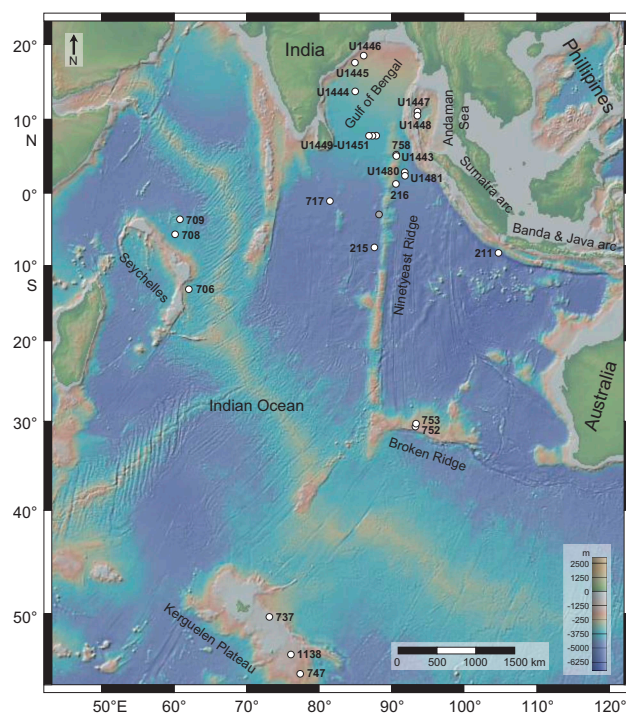 20°
N
India
U1446
U1445
U1444
Gulf of Bengal
Phillipines
10°
N
U1447
U1448
Andaman
Sea
U1449-U1451
758
U1443
U1480
U1481
216
Sumatra arc
0°
717
709
708
Banda & Java arc
215
211
10°
S
Seychelles
706
Ninetyeast Ridge
20°
Australia
Indian Ocean
30°
753
752
Broken Ridge
40°
50°
737
Kerguelen Plateau
1138
747
0 500 1000 1500 km
m
2500
1250
0
-1250
-2500
-3750
-5000
-6250
50°E 60° 70° 80° 90° 100° 110° 120°